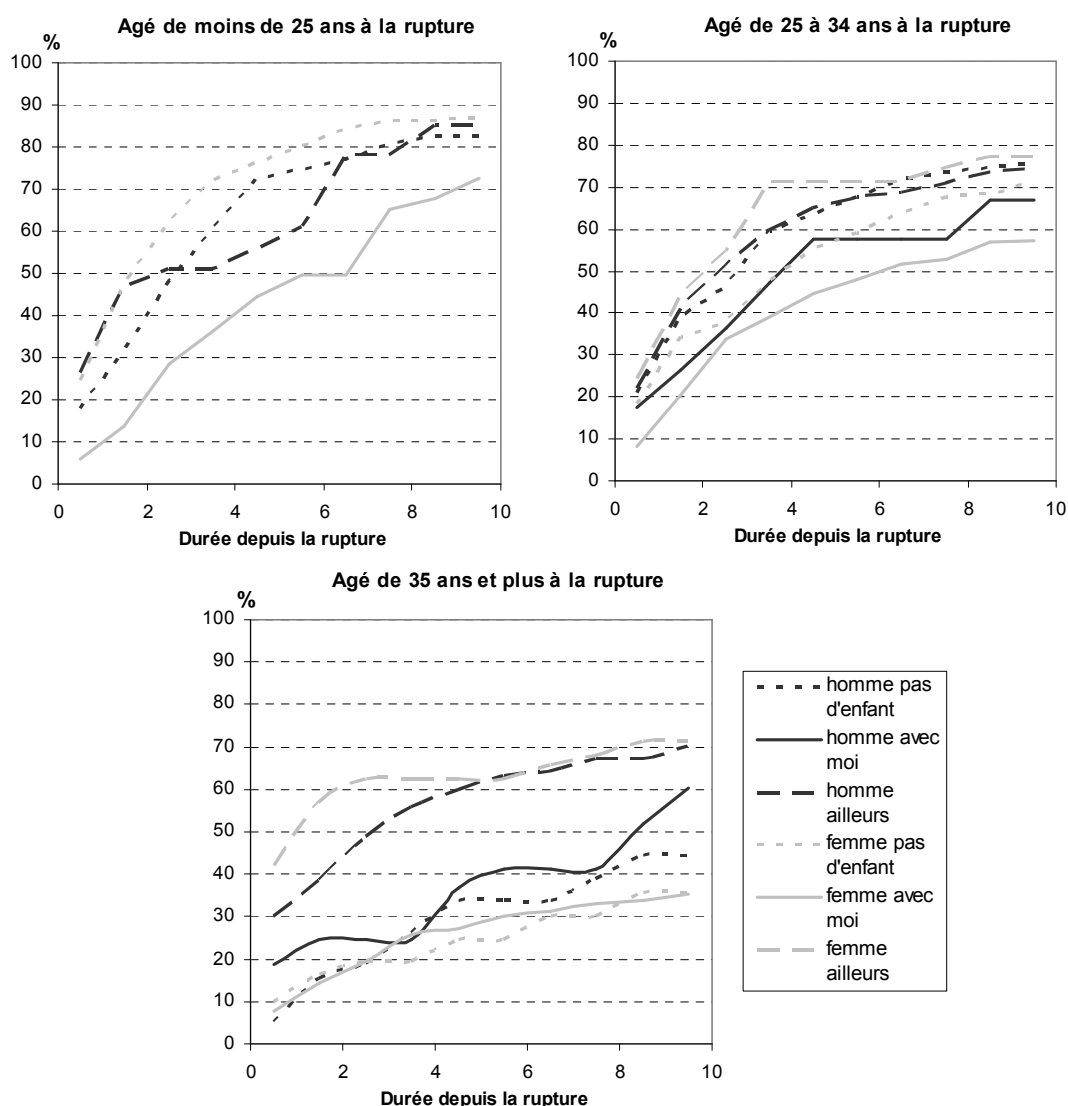 Agé de moins de 25 ans à la rupture
%
100
90
80
70
60
50
40
30
20
10
0
0 2 4 6 8 10
Durée depuis la rupture
Agé de 25 à 34 ans à la rupture
%
100
90
80
70
60
50
40
30
20
10
0
0 2 4 6 8 10
Durée depuis la rupture
Agé de 35 ans et plus à la rupture
%
100
90
80
70
60
50
40
30
20
10
0
0 2 4 6 8 10
Durée depuis la rupture
homme pas
d'enfant
homme avec
moi
homme
ailleurs
femme pas
d'enfant
femme avec
moi
femme
ailleurs